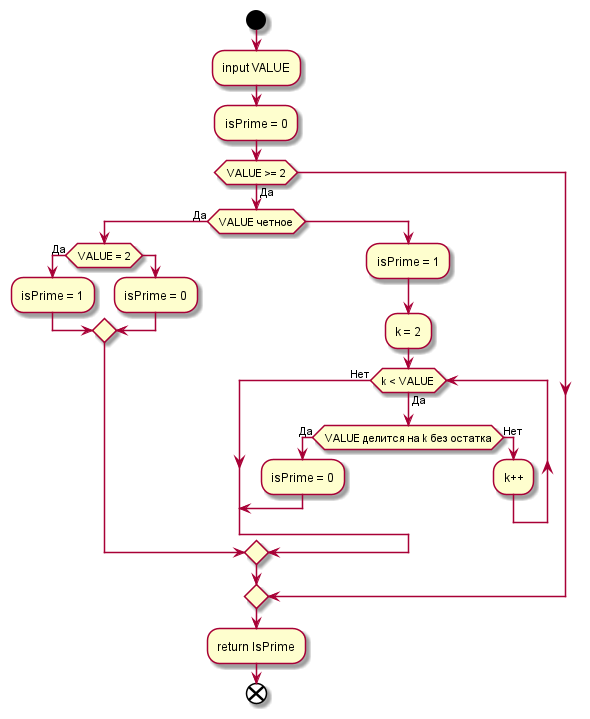 input VALUE
isPrime = 0
VALUE >= 2
Да
VALUE четное
Да
VALUE = 2
Да
isPrime = 1
isPrime = 0
isPrime = 1
k = 2
k < VALUE
Нет
Да
VALUE делится на k без остатка
Да
Нет
isPrime = 0
k++
return IsPrime